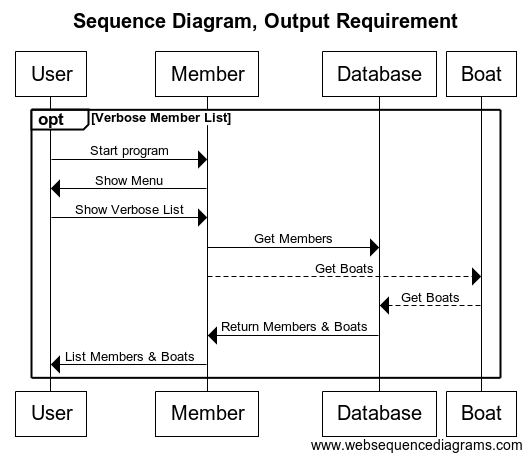 Sequence Diagram, Output Requirement
User Member Database Boat
opt [Verbose Member List]
Start program
Show Menu
Show Verbose List
Get Members
Get Boats
Get Boats
Return Members & Boats
List Members & Boats
User Member Database Boat
www.websequencediagrams.com